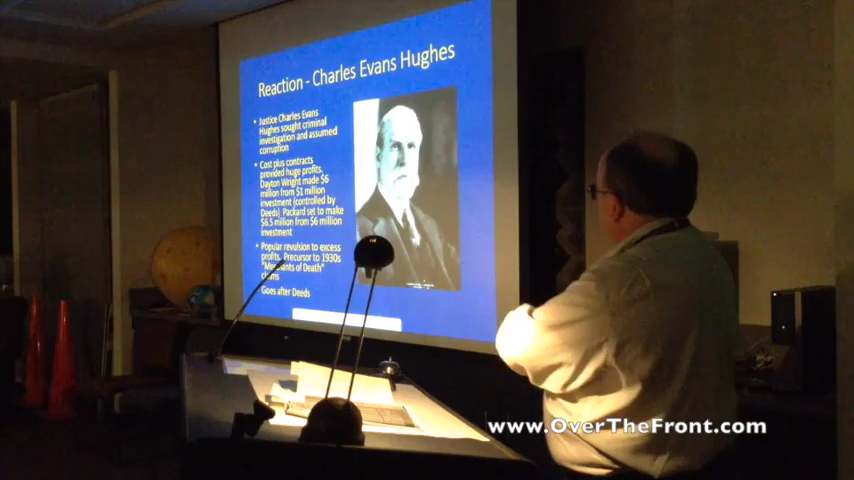 Reaction - Charles Evans Hughes
• Justice Charles Evans
Hughes sought criminal
investigation and assumed
corruption
• Cost plus contracts
provided huge profits.
Dayton Wright made $6
million from $1 million
investment (controlled by
Deeds) Packard set to make
$6.5 million from $6 million
investment
• Popular revulsion to excess
profits. Precursor to 1930s
of Death"
Goes after Deeds
www.OverTheFront.com